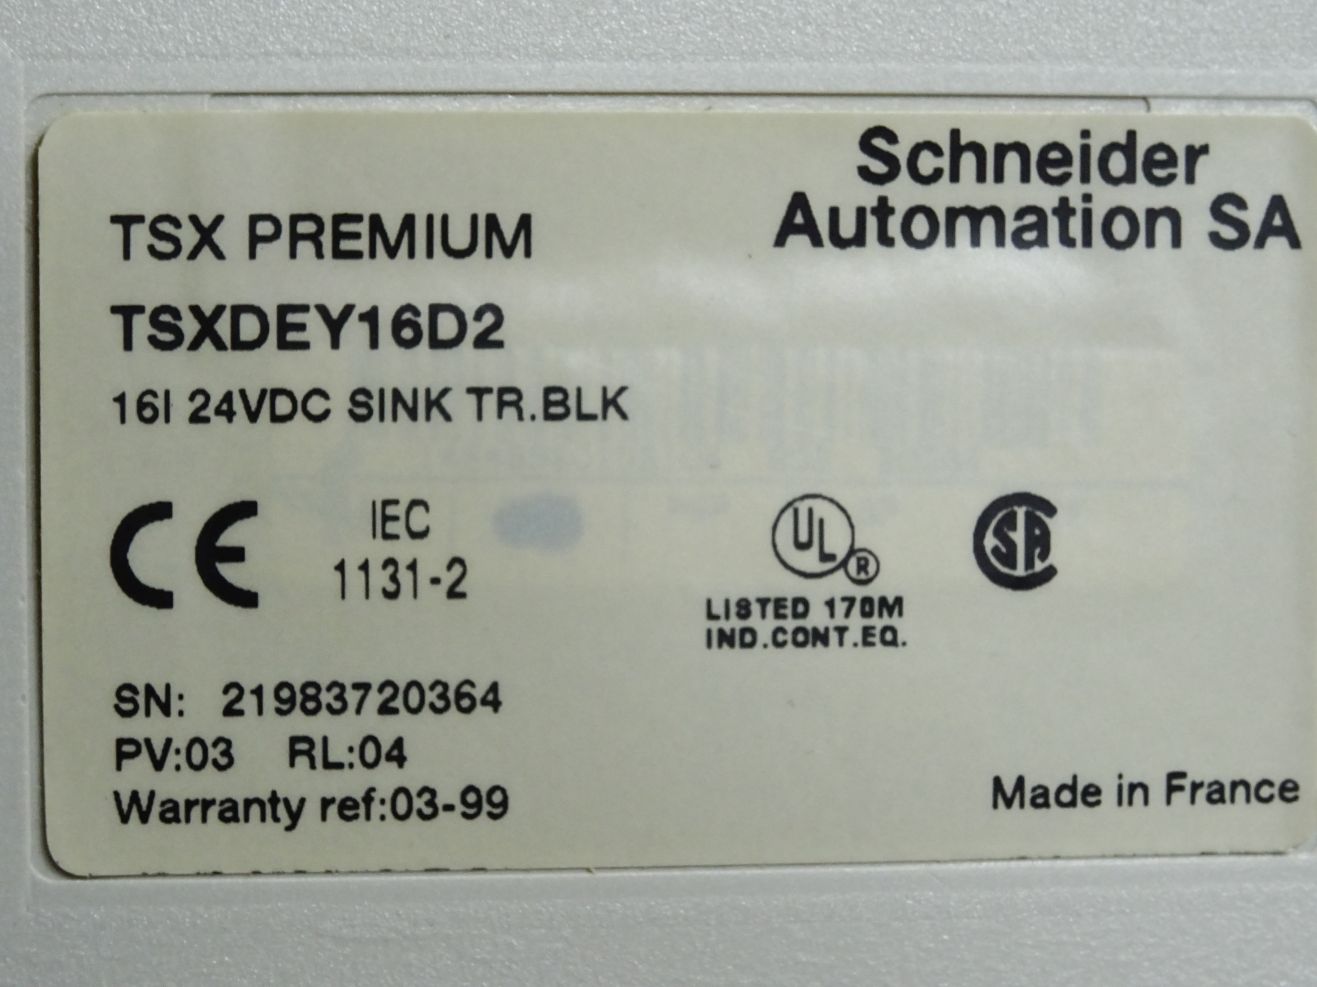 Schneider
Automation SA
TSX PREMIUM
TSXDEY16D2
16I 24VDC SINK TR.BLK
CE
IEC
1131-2
UL ®
LISTED 170M
IND.CONT.EQ.
CSA
SN: 21983720364
PV:03 RL:04
Warranty ref:03-99
Made in France